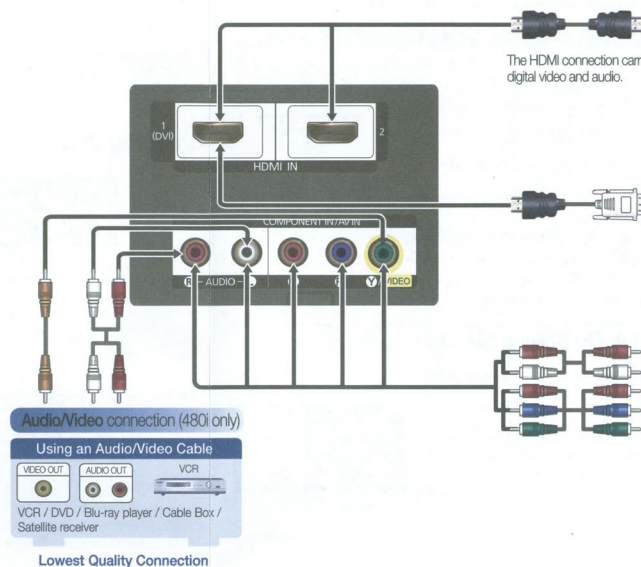 The HDMI connection
digital video and audio.
1
(DVI)
2
HDMI IN
COMPONENT IN / AV IN
R - AUDIO - L
Y / VIDEO
Audio/Video connection (480i only)
Using an Audio/Video Cable
VIDEO OUT
AUDIO OUT
VCR
VCR / DVD / Blu-ray player / Cable Box /
Satellite receiver
Lowest Quality Connection